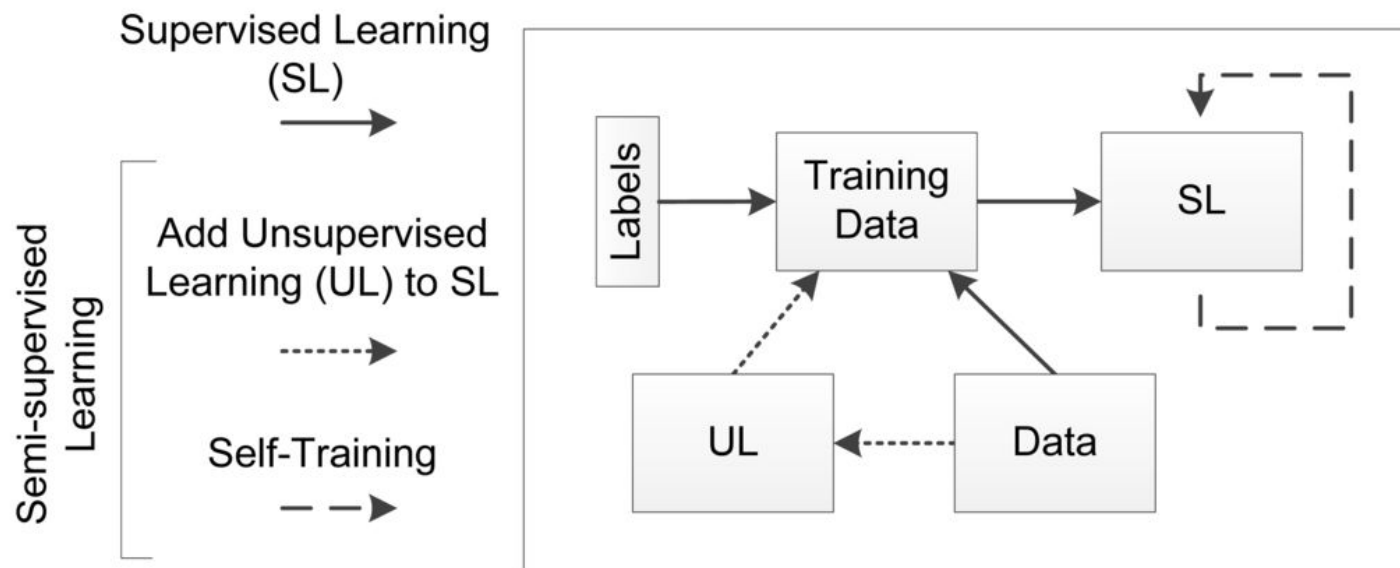 Supervised Learning
(SL)
Add Unsupervised
Learning (UL) to SL
Self-Training
Semi-supervised
Learning
Labels
Training
Data
SL
UL
Data